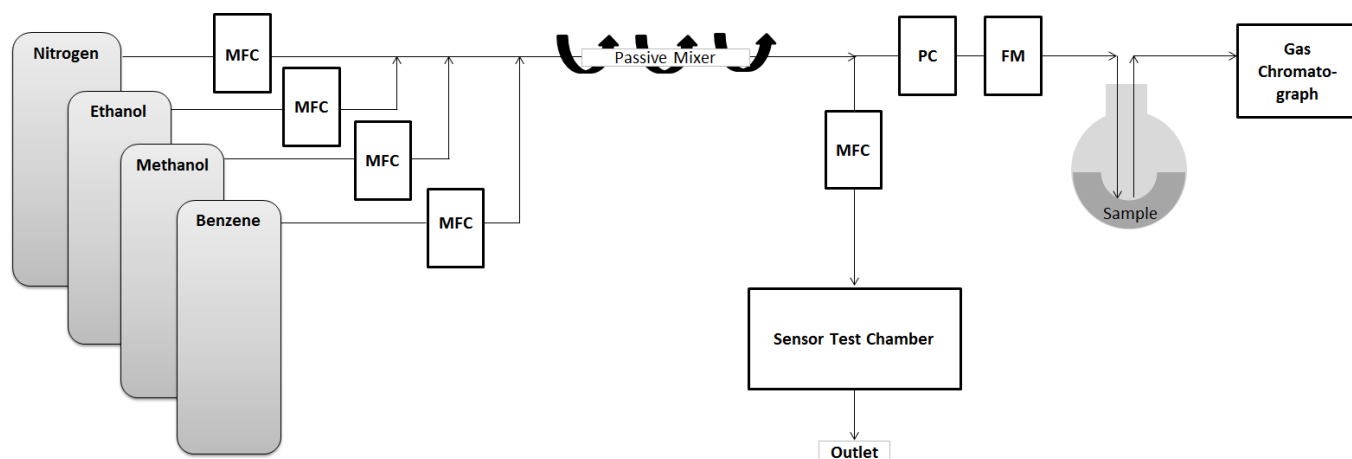 Nitrogen
MFC
Ethanol
MFC
Methanol
MFC
Benzene
MFC
Passive Mixer
PC
FM
MFC
Sample
Gas
Chromato-
graph
Sensor Test Chamber
Outlet